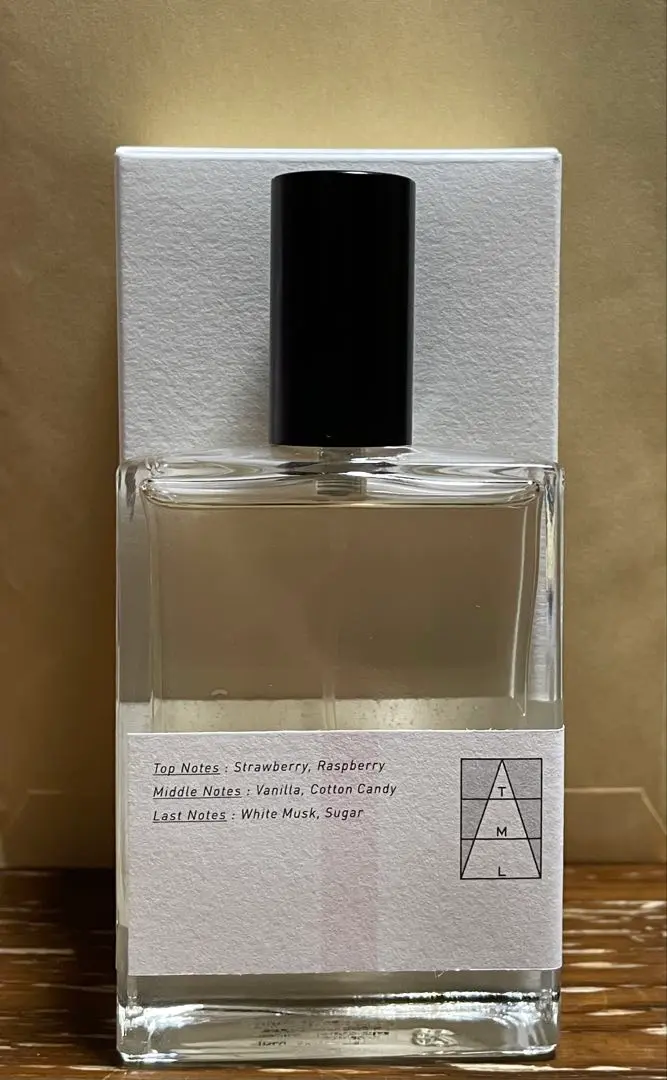 Top Notes : Strawberry, Raspberry
Middle Notes : Vanilla, Cotton Candy
Last Notes : White Musk, Sugar
T
M
L